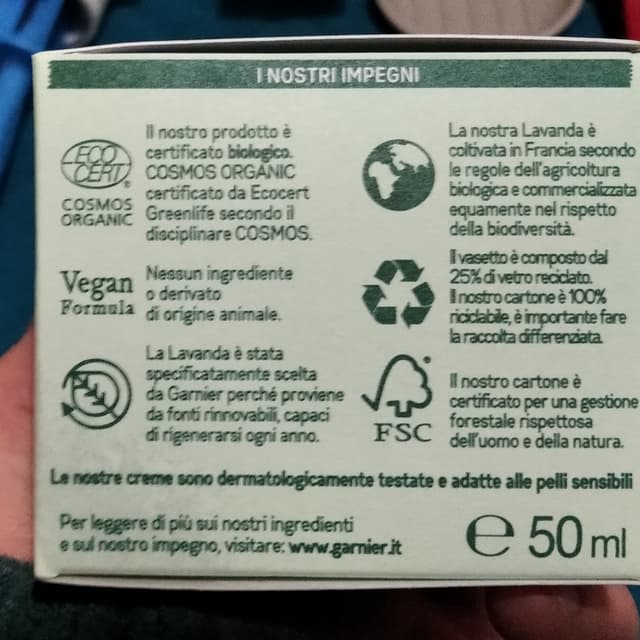 I NOSTRI IMPEGNI
ECO
CERT
®
COSMOS
ORGANIC
Il nostro prodotto è
certificato biologico.
COSMOS ORGANIC
certificato da Ecocert
Greenlife secondo il
disciplinare COSMOS.
Vegan
Formula
Nessun ingrediente
o derivato
di origine animale.
La Lavanda è stata
specificatamente scelta
da Garnier perché proviene
da fonti rinnovabili, capaci
di rigenerarsi ogni anno.
La nostra Lavanda è
coltivata in Francia secondo
le regole dell'agricoltura
biologica e commercializzata
equamente nel rispetto
della biodiversità.
Il vasetto è composto dal
25% di vetro reciclato.
Il nostro cartone è 100%
riciclabile, è importante fare
la raccolta differenziata.
FSC
Il nostro cartone è
certificato per una gestione
forestale rispettosa
dell'uomo e della natura.
Le nostre creme sono dermatologicamente testate e adatte alle pelli sensibili
Per leggere di più sui nostri ingredienti
e sul nostro impegno, visitare: www.garnier.it
℮ 50 ml